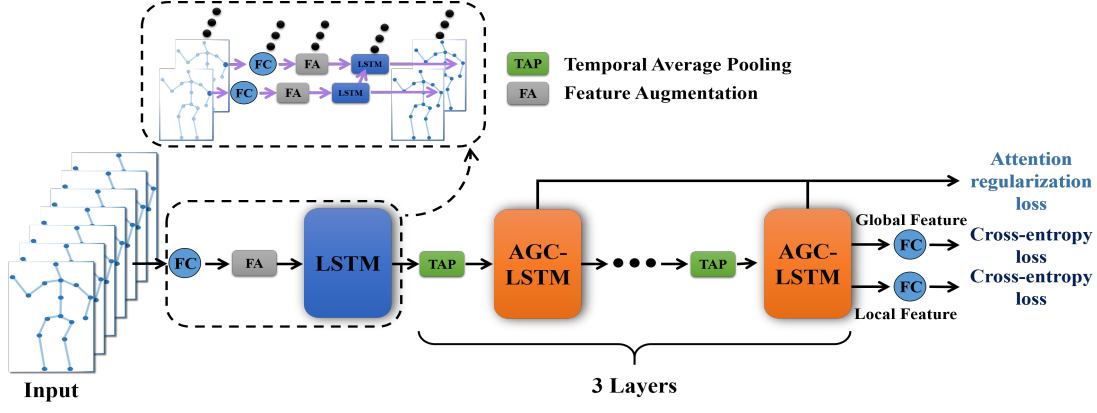 FC
FA
LSTM
FC
FA
LSTM
TAP
Temporal Average Pooling
FA
Feature Augmentation
Input
FC
FA
LSTM
TAP
AGC-
LSTM
TAP
AGC-
LSTM
Attention
regularization
loss
Global Feature
FC
Cross-entropy
loss
FC
Cross-entropy
loss
Local Feature
3 Layers